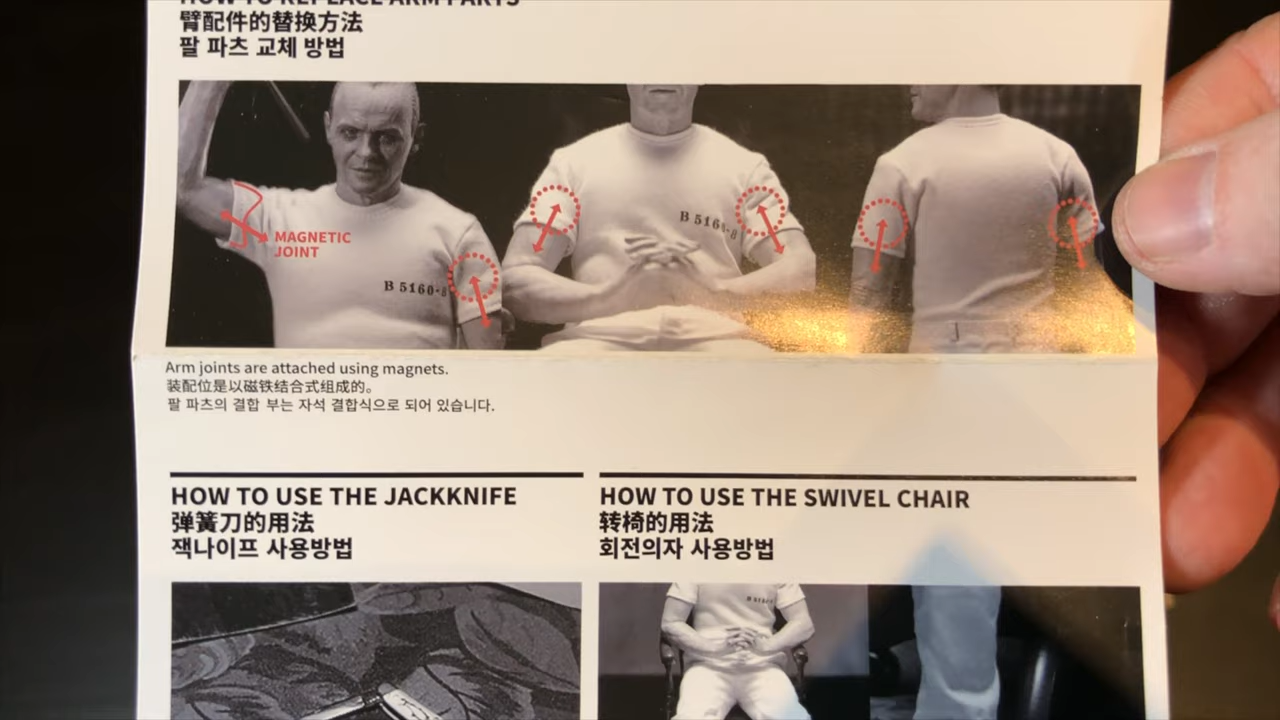 HOW TO REPLACE ARM PARTS
臂配件的替换方法
팔 파츠 교체 방법
MAGNETIC
JOINT
B 5160-8
B 5160-8
Arm joints are attached using magnets.
装配位是以磁铁结合式组成的。
팔 파츠의 결합 부는 자석 결합식으로 되어 있습니다.
HOW TO USE THE JACKKNIFE
弹簧刀的用法
잭나이프 사용방법
HOW TO USE THE SWIVEL CHAIR
转椅的用法
회전의자 사용방법